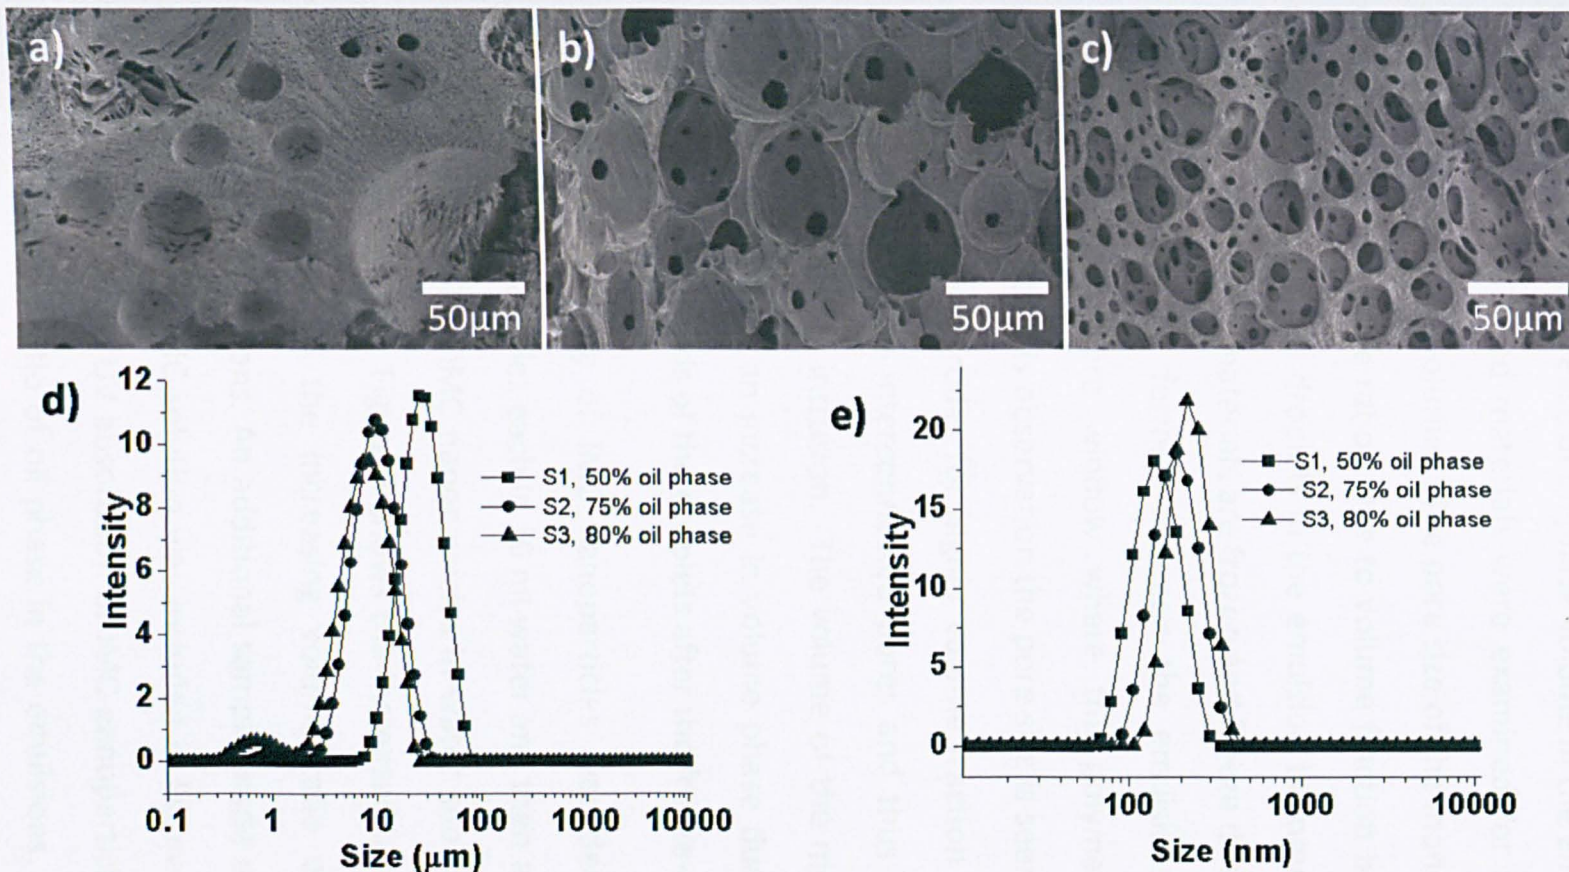 a)
b)
c)
50μm
50μm
50μm
d)
12
10
8
6
4
2
0
Intensity
S1, 50% oil phase
S2, 75% oil phase
S3, 80% oil phase
0.1 1 10 100 1000 10000
Size (μm)
e)
20
15
10
5
0
Intensity
S1, 50% oil phase
S2, 75% oil phase
S3, 80% oil phase
100 1000 10000
Size (nm)